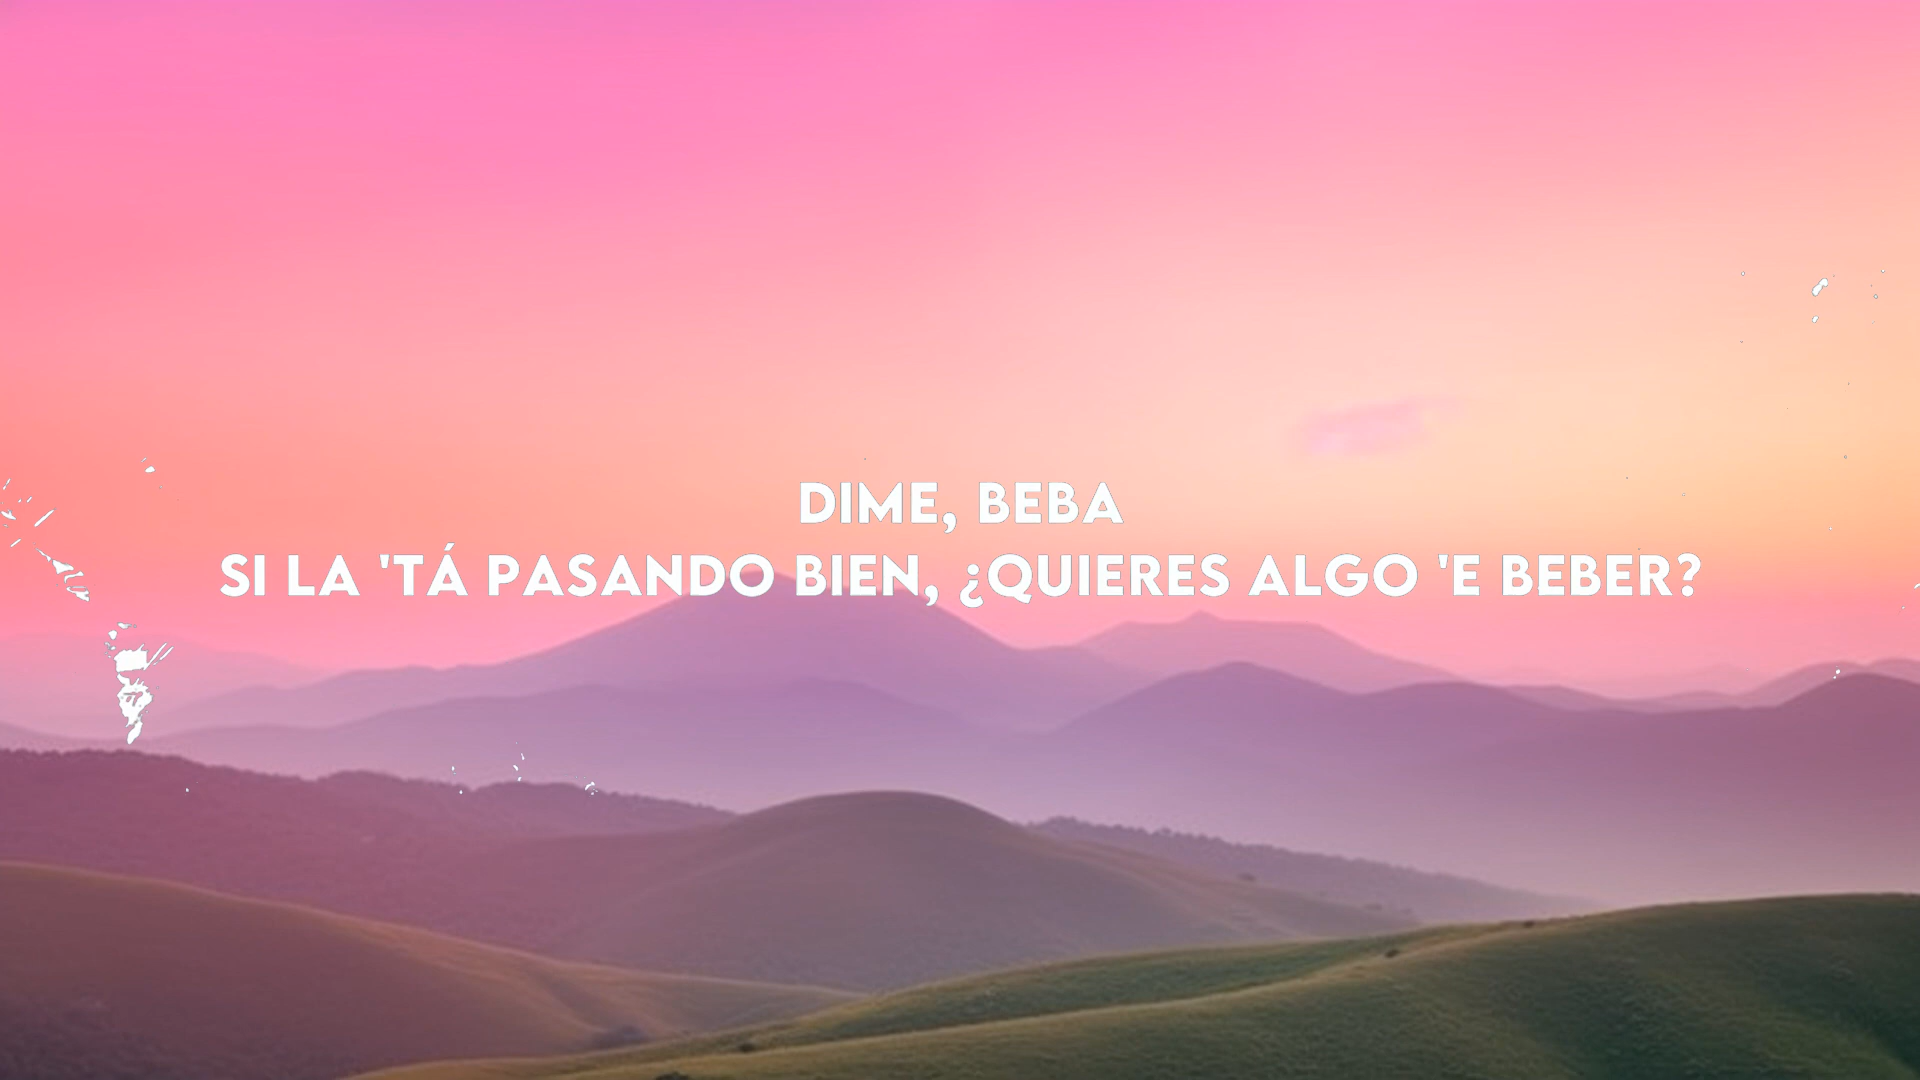 DIME, BEBA
SI LA 'TÁ PASANDO BIEN, ¿QUIERES ALGO 'E BEBER?